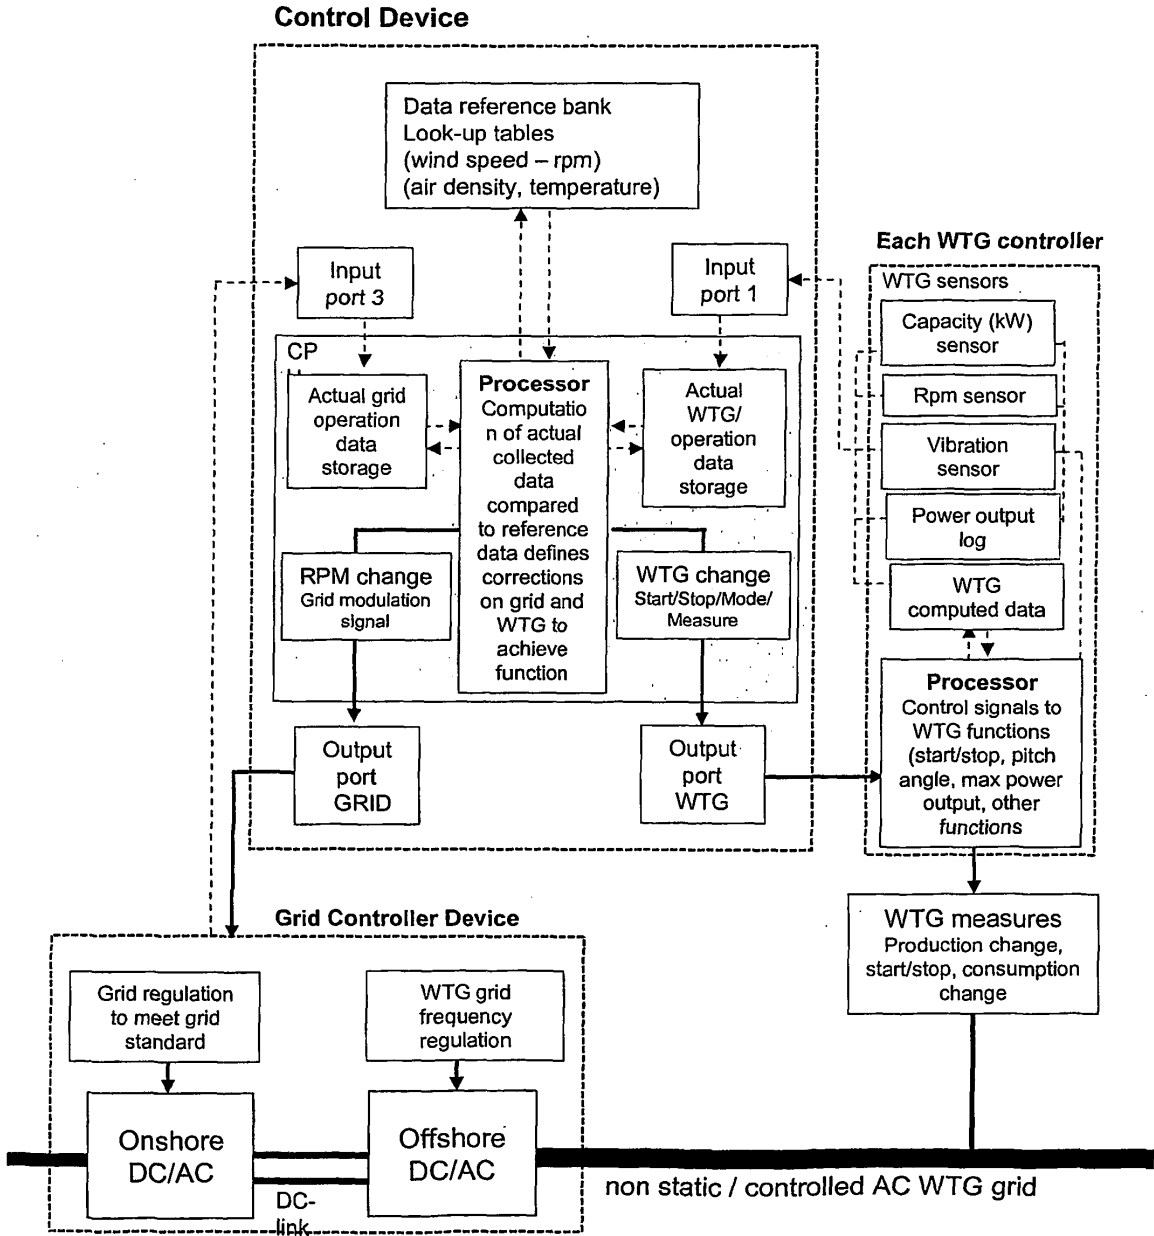 Control Device
Data reference bank
Look-up tables
(wind speed – rpm)
(air density, temperature)
Input
port 3
Input
port 1
Each WTG controller
WTG sensors
Capacity (kW)
sensor
Rpm sensor
Vibration
sensor
Power output
log
WTG
computed data
Processor
Control signals to
WTG functions
(start/stop, pitch
angle, max power
output, other
functions
CP
Actual grid
operation
data
storage
Processor
Computatio
n of actual
collected
data
compared
to reference
data defines
corrections
on grid and
WTG to
achieve
function
Actual
WTG/
operation
data
storage
RPM change
Grid modulation
signal
WTG change
Start/Stop/Mode/
Measure
Output
port
GRID
Output
port
WTG
WTG measures
Production change,
start/stop, consumption
change
Grid Controller Device
Grid regulation
to meet grid
standard
WTG grid
frequency
regulation
Onshore
DC/AC
Offshore
DC/AC
DC-
link
non static / controlled AC WTG grid